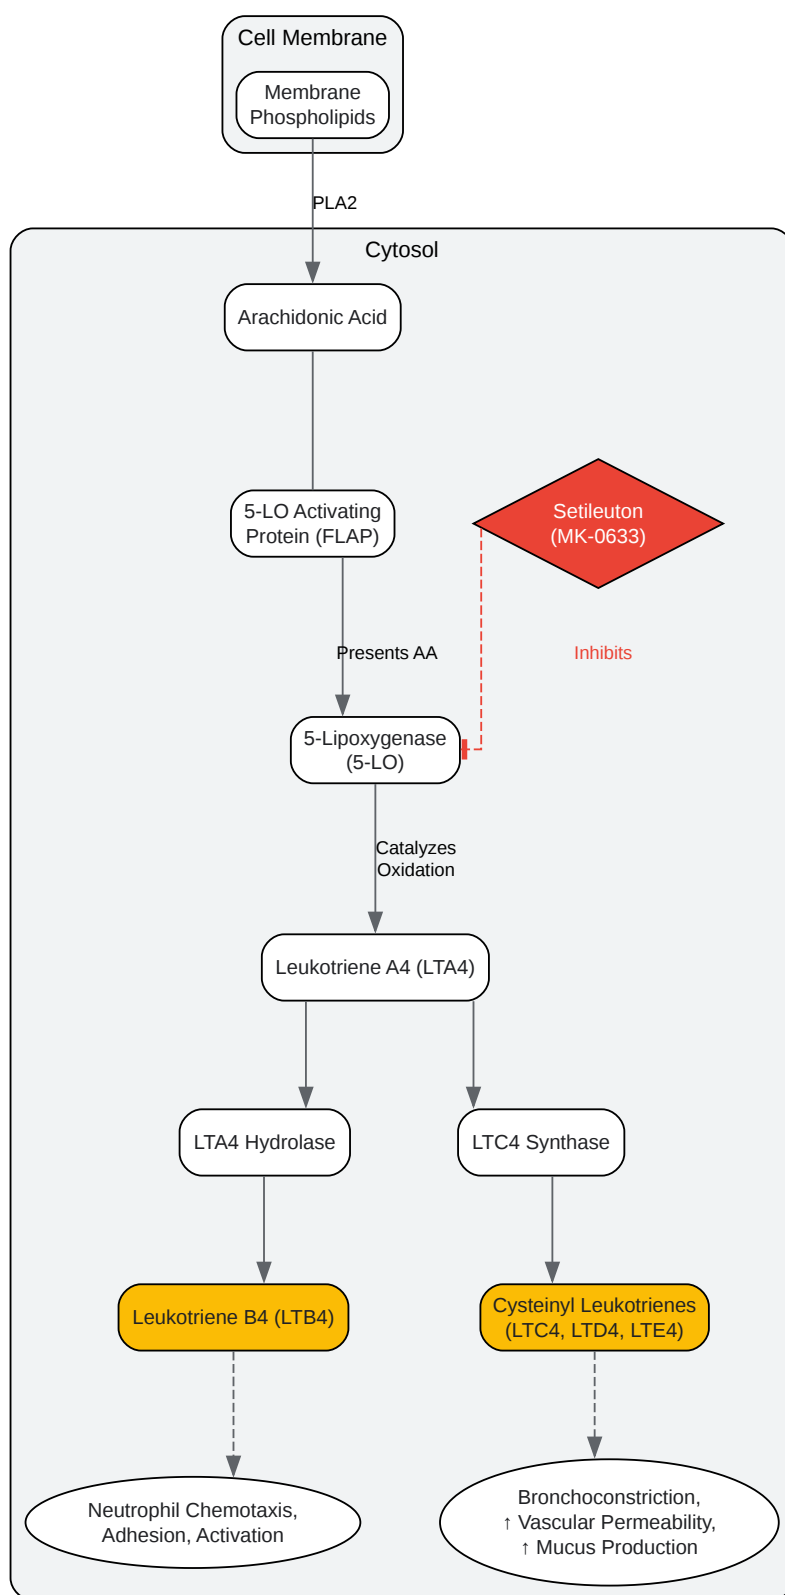 Cell Membrane
Membrane
Phospholipids
PLA2
Cytosol
Arachidonic Acid
5-LO Activating
Protein (FLAP)
Setileuton
(MK-0633)
Presents AA
Inhibits
5-Lipoxygenase
(5-LO)
Catalyzes
Oxidation
Leukotriene A4 (LTA4)
LTA4 Hydrolase
LTC4 Synthase
Leukotriene B4 (LTB4)
Cysteinyl Leukotrienes
(LTC4, LTD4, LTE4)
Neutrophil Chemotaxis,
Adhesion, Activation
Bronchoconstriction,
↑ Vascular Permeability,
↑ Mucus Production